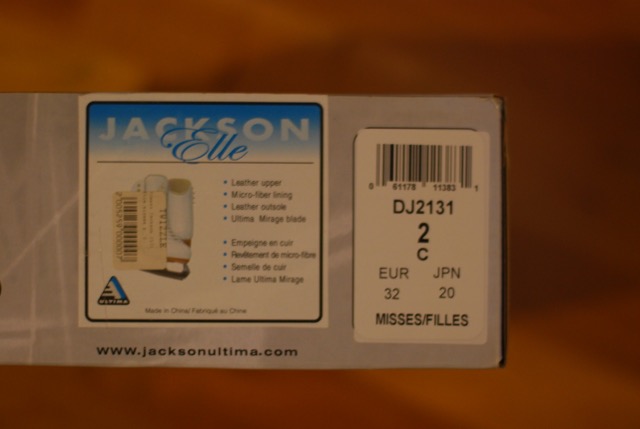 JACKSON
Elle
• Leather upper
• Micro-fiber lining
• Leather outsole
• Ultima Mirage blade
• Empeigne en cuir
• Revêtement de micro-fibre
• Semelle de cuir
• Lame Ultima Mirage
ULTIMA
Made in China/ Fabriqué au Chine
www.jacksonultima.com
0 61178 11383 1
DJ2131
2
C
EUR JPN
32 20
MISSES/FILLES